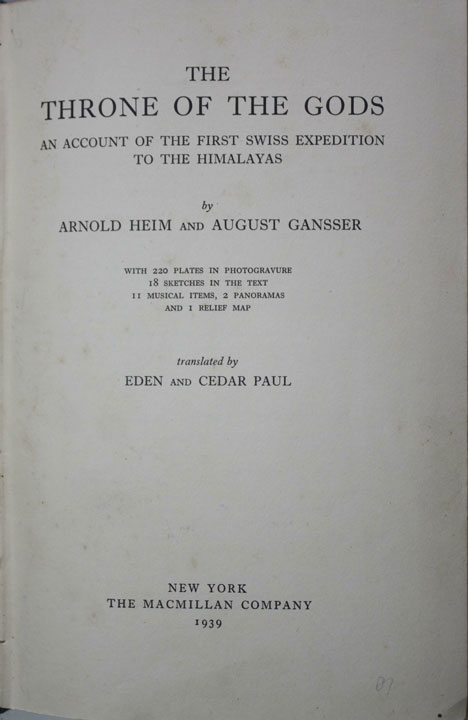 THE
THRONE OF THE GODS
AN ACCOUNT OF THE FIRST SWISS EXPEDITION
TO THE HIMALAYAS
by
ARNOLD HEIM AND AUGUST GANSSER
WITH 220 PLATES IN PHOTOGRAVURE
18 SKETCHES IN THE TEXT
11 MUSICAL ITEMS, 2 PANORAMAS
AND 1 RELIEF MAP
translated by
EDEN AND CEDAR PAUL
NEW YORK
THE MACMILLAN COMPANY
1939